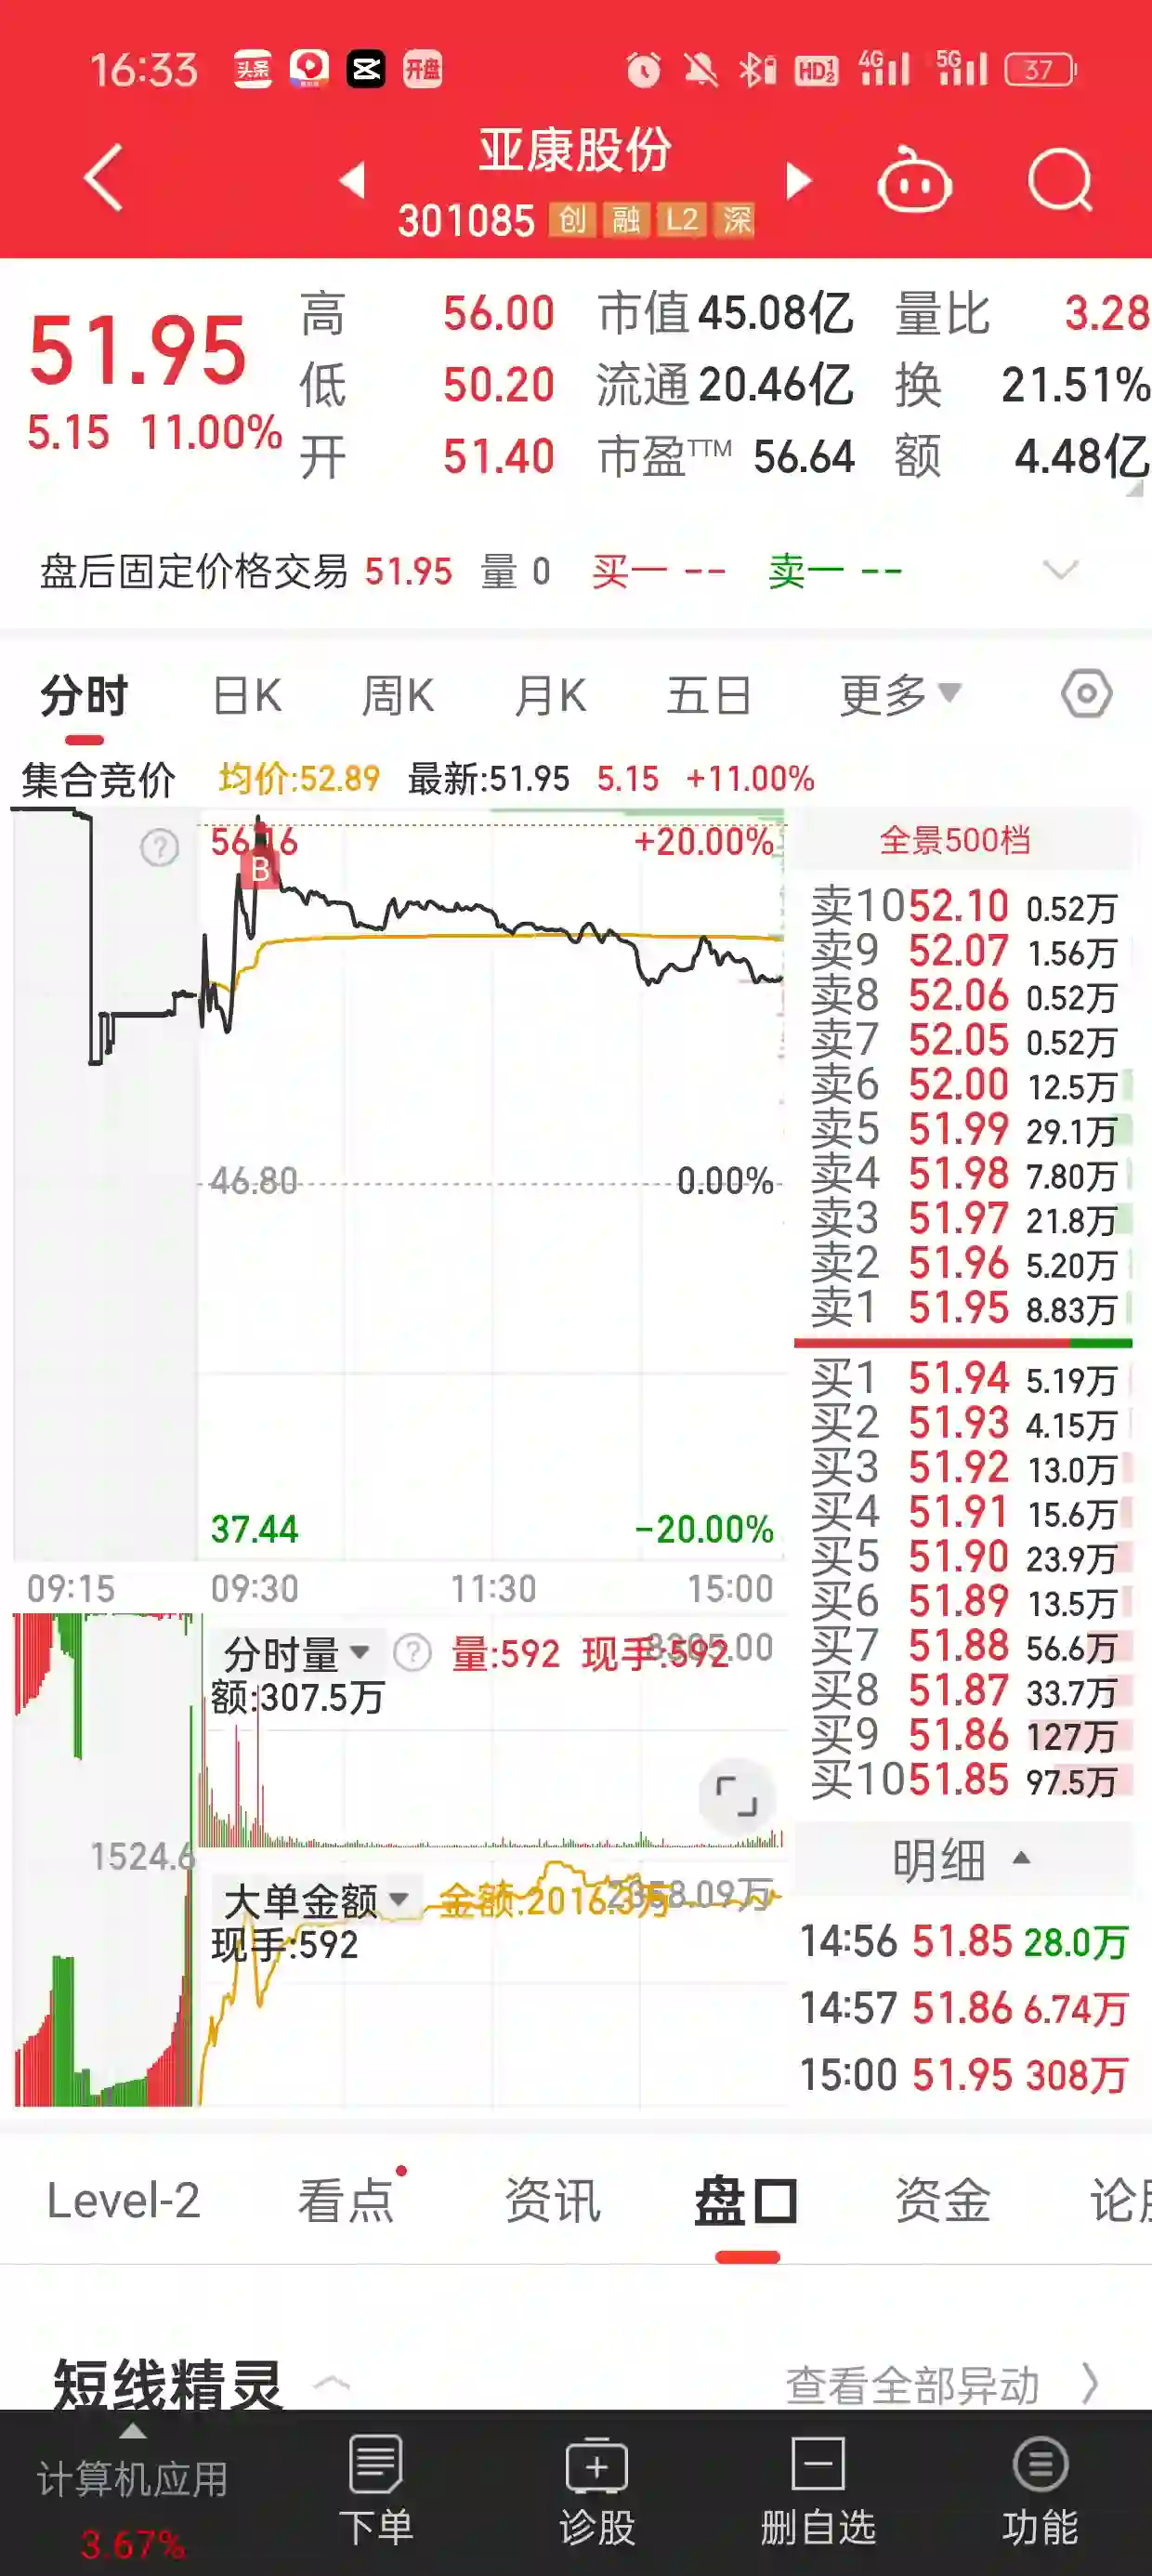 16:33 头条 开盘 HD12 4G 5G 37
亚康股份
301085 创 融 L2 深
51.95
5.15 11.00%
高 56.00 市值 45.08亿 量比 3.28
低 50.20 流通 20.46亿 换 21.51%
开 51.40 市盈TTM 56.64 额 4.48亿
盘后固定价格交易 51.95 量 0 买一 -- 卖一 --
分时 日K 周K 月K 五日 更多
集合竞价 均价:52.89 最新:51.95 5.15 +11.00%
56.16 +20.00%
B
46.80 0.00%
37.44 -20.00%
09:15 09:30 11:30 15:00
全景500档
卖10 52.10 0.52万
卖9 52.07 1.56万
卖8 52.06 0.52万
卖7 52.05 0.52万
卖6 52.00 12.5万
卖5 51.99 29.1万
卖4 51.98 7.80万
卖3 51.97 21.8万
卖2 51.96 5.20万
卖1 51.95 8.83万
买1 51.94 5.19万
买2 51.93 4.15万
买3 51.92 13.0万
买4 51.91 15.6万
买5 51.90 23.9万
买6 51.89 13.5万
买7 51.88 56.6万
买8 51.87 33.7万
买9 51.86 127万
买10 51.85 97.5万
分时量 ? 量:592 现手:592
额:307.5万
1524.6
大单金额 金额:2016.3万
现手:592
明细
14:56 51.85 28.0万
14:57 51.86 6.74万
15:00 51.95 308万
Level-2 看点 资讯 盘口 资金
短线精灵 查看全部异动
计算机应用
3.67%
下单 诊股 删自选 功能